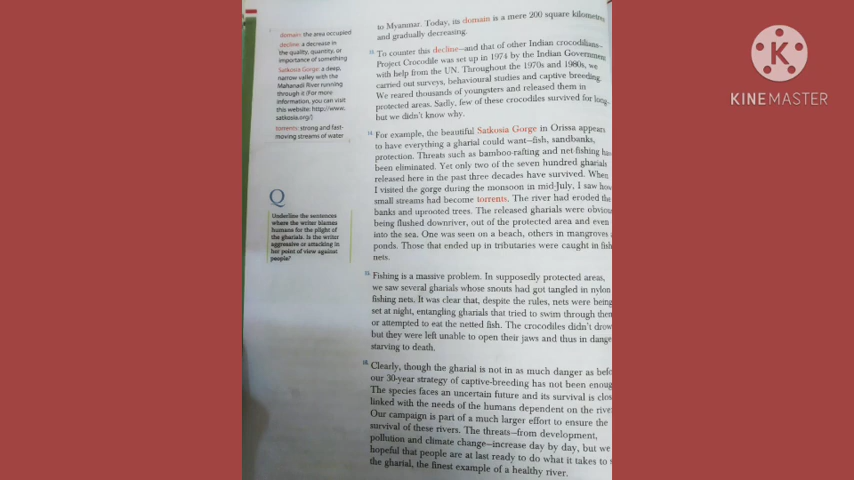 domain: the area occupied
decline: a decrease in
the quality, quantity, or
importance of something
Satkosia Gorge: a deep,
narrow valley with the
Mahanadi River running
through it (For more
information, you can visit
this website: http://www.
satkosia.org/)
torrents: strong and fast-
moving streams of water
Q
Underline the sentences
where the writer blames
humans for the plight of
the gharials. Is the writer
aggressive or attacking in
her point of view against
people?
to Myanmar. Today, its domain is a mere 200 square kilometres
and gradually decreasing.
13 To counter this decline—and that of other Indian crocodilians—
Project Crocodile was set up in 1974 by the Indian Government
with help from the UN. Throughout the 1970s and 1980s, we
carried out surveys, behavioural studies and captive breeding.
We reared thousands of youngsters and released them in
protected areas. Sadly, few of these crocodiles survived for long—
but we didn't know why.
14 For example, the beautiful Satkosia Gorge in Orissa appears
to have everything a gharial could want—fish, sandbanks,
protection. Threats such as bamboo-rafting and net-fishing
been eliminated. Yet only two of the seven hundred gharials
released here in the past three decades have survived. When
I visited the gorge during the monsoon in mid-July, I saw how
small streams had become torrents. The river had eroded the
banks and uprooted trees. The released gharials were
being flushed downriver, out of the protected area and even
into the sea. One was seen on a beach, others in mangroves
ponds. Those that ended up in tributaries were caught in
nets.
15 Fishing is a massive problem. In supposedly protected areas,
we saw several gharials whose snouts had got tangled in nylon
fishing nets. It was clear that, despite the rules, nets were being
set at night, entangling gharials that tried to swim through
or attempted to eat the netted fish. The crocodiles didn't
but they were left unable to open their jaws and thus in
starving to death.
16 Clearly, though the gharial is not in as much danger as
our 30-year strategy of captive-breeding has not been
The species faces an uncertain future and its survival is
linked with the needs of the humans dependent on the
Our campaign is part of a much larger effort to ensure the
survival of these rivers. The threats—from development,
pollution and climate change—increase day by day, but we
hopeful that people are at last ready to do what it takes to
the gharial, the finest example of a healthy river.
K
KINEMASTER